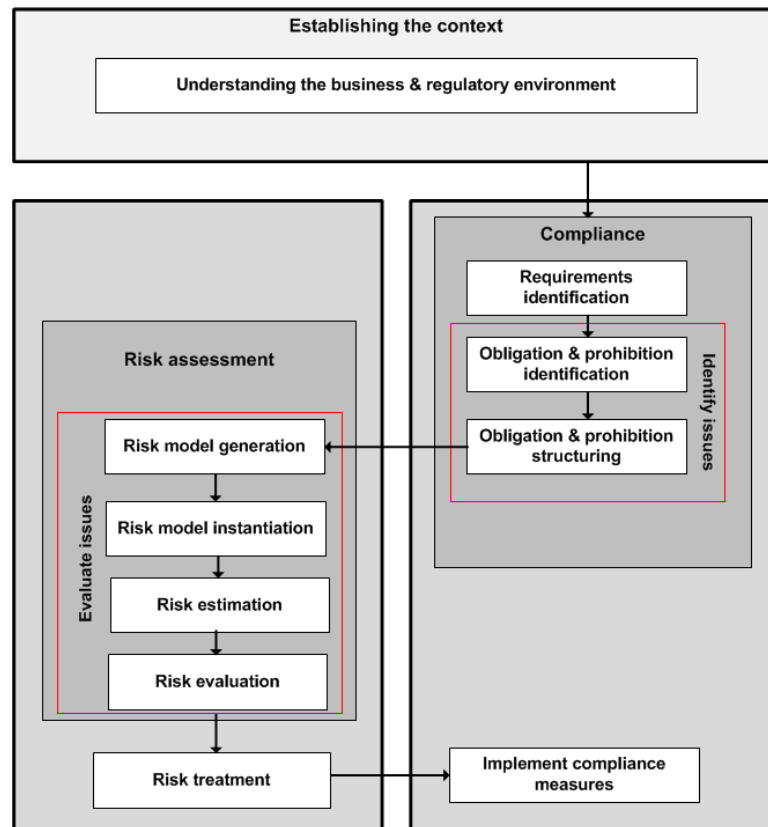 Establishing the context
Understanding the business & regulatory environment
Compliance
Requirements
identification
Obligation & prohibition
identification
Obligation & prohibition
structuring
Identify issues
Risk assessment
Risk model generation
Risk model instantiation
Risk estimation
Risk evaluation
Evaluate issues
Risk treatment
Implement compliance
measures